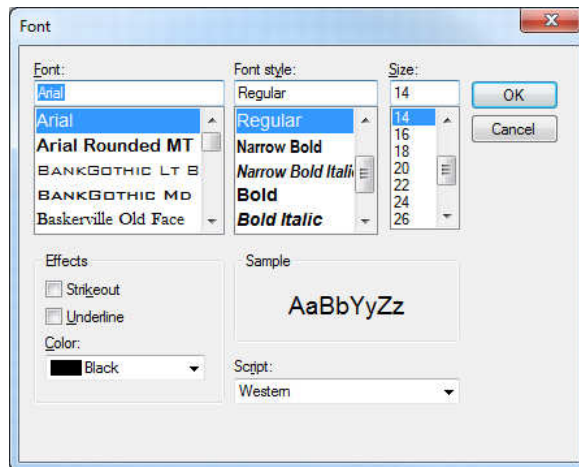 Font
Font:
Arial
Arial
Arial Rounded MT
BankGothic Lt B
BankGothic Md
Baskerville Old Face
Font style:
Regular
Regular
Narrow Bold
Narrow Bold Itali
Bold
Bold Italic
Size:
14
14
16
18
20
22
24
26
OK
Cancel
Effects
Strikeout
Underline
Color:
Black
Sample
AaBbYyZz
Script:
Western